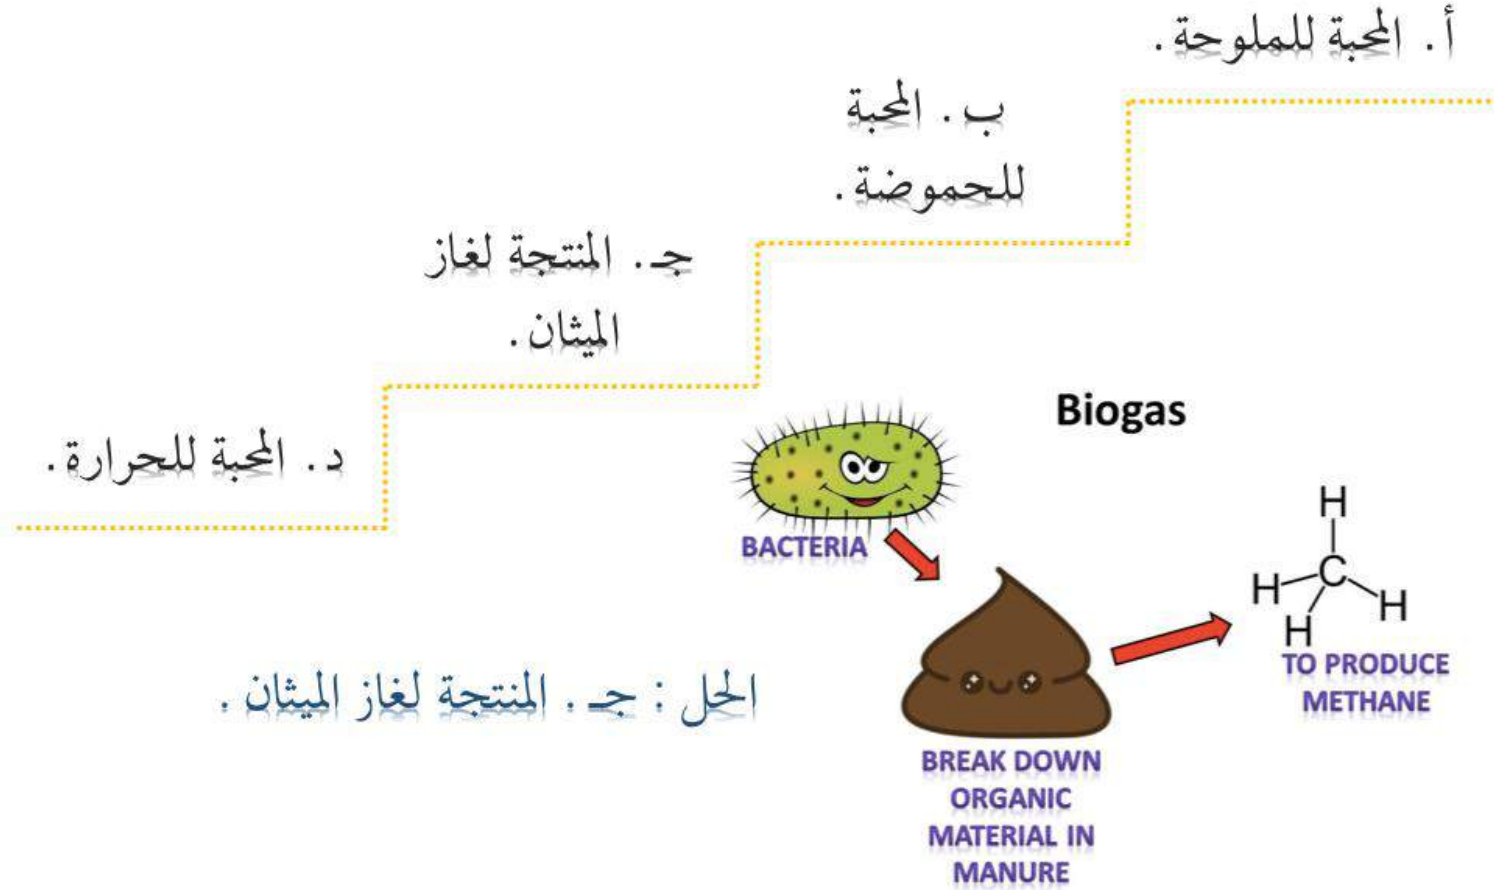 أ. المحبة للملوحة.
ب. المحبة
للحموضة.
جـ. المنتجة لغاز
الميثان.
د. المحبة للحرارة.
Biogas
BACTERIA
H
C
H
H
H
TO PRODUCE
METHANE
BREAK DOWN
ORGANIC
MATERIAL IN
MANURE
الحل : جـ. المنتجة لغاز الميثان.